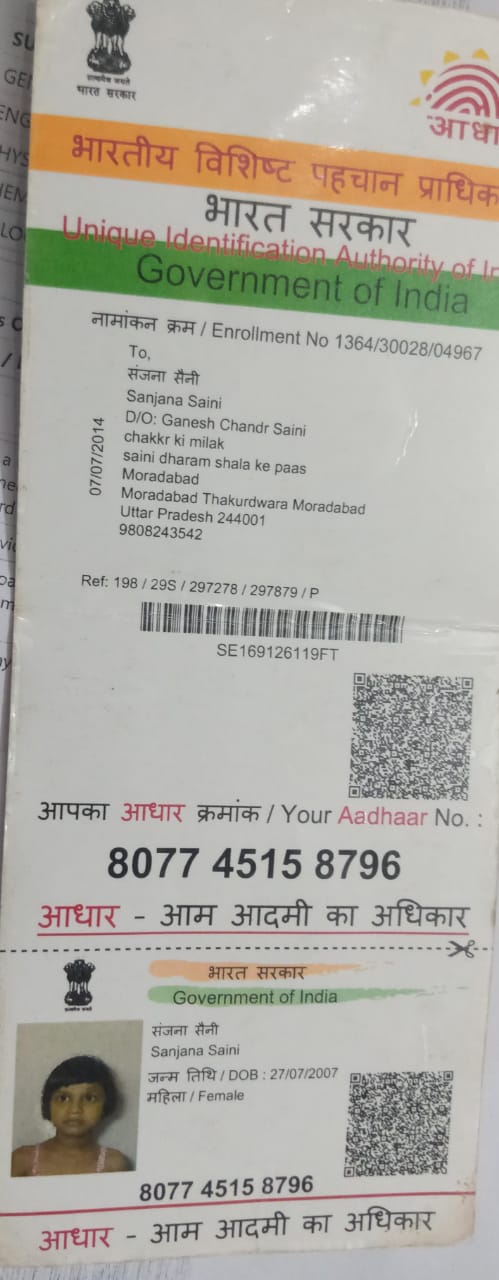 सत्यमेव जयते
भारत सरकार
भारतीय विशिष्ट पहचान
भारत सरकार
Unique Identification Authority of
Government of India
नामांकन क्रम / Enrollment No 1364/30028/04967
To,
संजना सैनी
Sanjana Saini
D/O: Ganesh Chandr Saini
chakkr ki milak
saini dharam shala ke paas
Moradabad
Moradabad Thakurdwara Moradabad
Uttar Pradesh 244001
9808243542
07/07/2014
Ref: 198 / 29S / 297278 / 297879 / P
SE169126119FT
आपका आधार क्रमांक / Your Aadhaar No. :
8077 4515 8796
आधार - आम आदमी का अधिकार
भारत सरकार
Government of India
संजना सैनी
Sanjana Saini
जन्म तिथि / DOB : 27/07/2007
महिला / Female
8077 4515 8796
आधार - आम आदमी का अधिकार